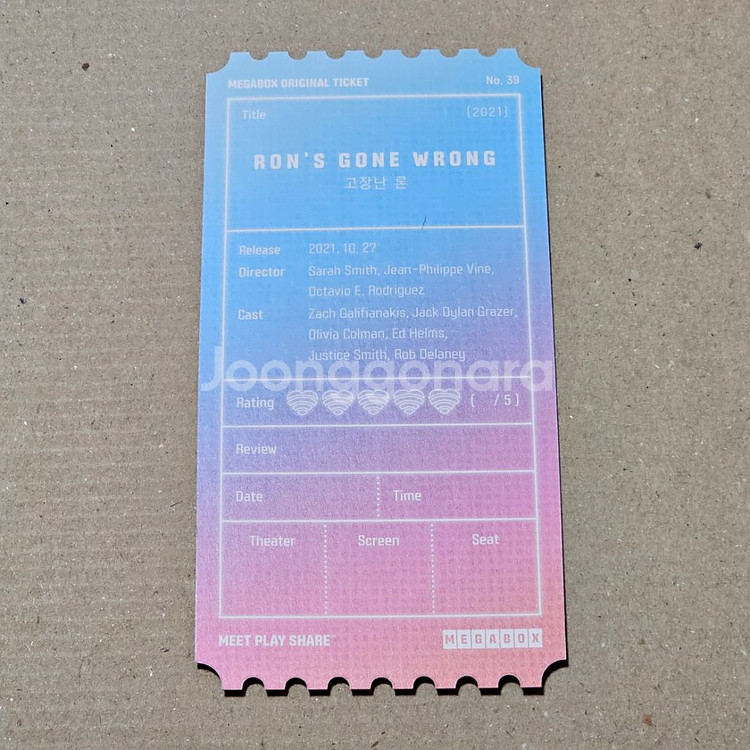 MEGABOX ORIGINAL TICKET No. 39
Title (2021)
RON'S GONE WRONG
고장난 론
Release 2021. 10. 27
Director Sarah Smith, Jean-Philippe Vine,
Octavio E. Rodriguez
Cast Zach Galifianakis, Jack Dylan Grazer,
Olivia Colman, Ed Helms,
Justice Smith, Rob Delaney
Joonggonara
Rating ( /5)
Review
Date Time
Theater Screen Seat
MEET PLAY SHARE MEGABOX